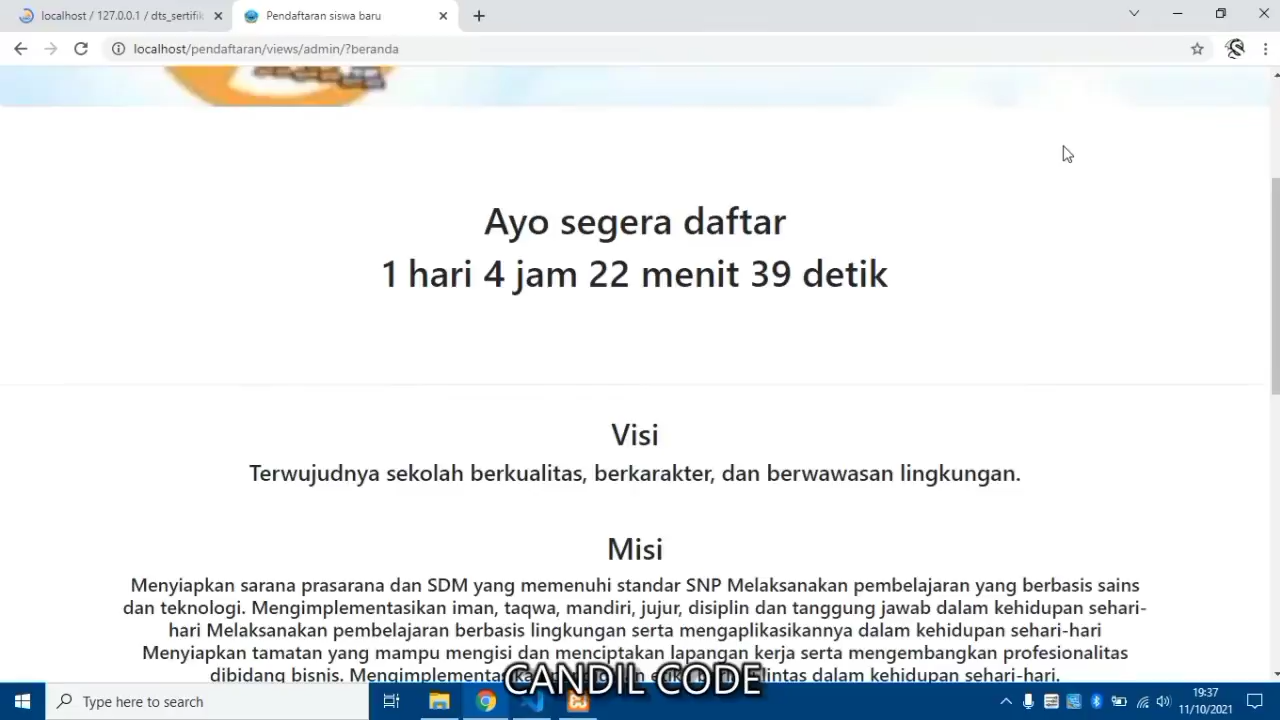 localhost / 127.0.0.1 / dts_sertifik
Pendaftaran siswa baru
localhost/pendaftaran/views/admin/?beranda
Ayo segera daftar
1 hari 4 jam 22 menit 39 detik
Visi
Terwujudnya sekolah berkualitas, berkarakter, dan berwawasan lingkungan.
Misi
Menyiapkan sarana prasarana dan SDM yang memenuhi standar SNP Melaksanakan pembelajaran yang berbasis sains
dan teknologi. Mengimplementasikan iman, taqwa, mandiri, jujur, disiplin dan tanggung jawab dalam kehidupan sehari-
hari Melaksanakan pembelajaran berbasis lingkungan serta mengaplikasikannya dalam kehidupan sehari-hari
Menyiapkan tamatan yang mampu mengisi dan menciptakan lapangan kerja serta mengembangkan profesionalitas
dibidang bisnis. dalam kehidupan sehari-hari.
CANDIL CODE
Type here to search
19:37
11/10/2021